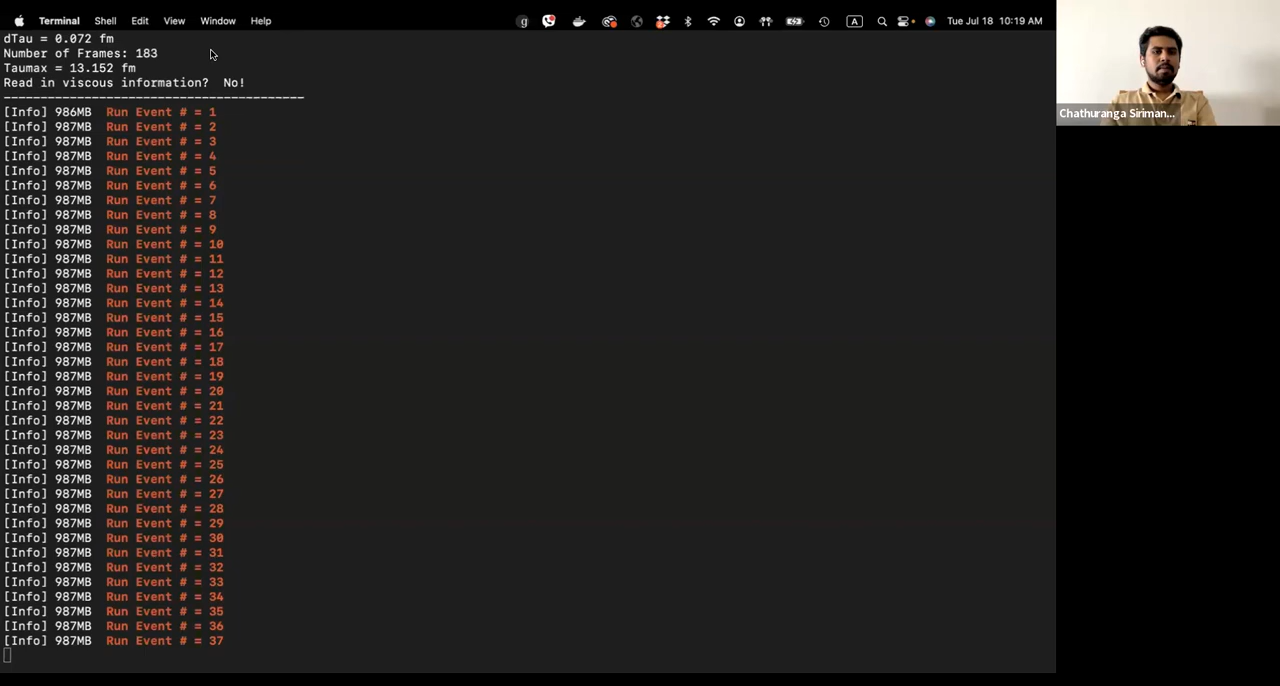 Terminal Shell Edit View Window Help
Tue Jul 18 10:19 AM
dTau = 0.072 fm
Number of Frames: 183
Taumax = 13.152 fm
Read in viscous information? No!
-----------------------------------------
[Info] 986MB Run Event # = 1
[Info] 987MB Run Event # = 2
[Info] 987MB Run Event # = 3
[Info] 987MB Run Event # = 4
[Info] 987MB Run Event # = 5
[Info] 987MB Run Event # = 6
[Info] 987MB Run Event # = 7
[Info] 987MB Run Event # = 8
[Info] 987MB Run Event # = 9
[Info] 987MB Run Event # = 10
[Info] 987MB Run Event # = 11
[Info] 987MB Run Event # = 12
[Info] 987MB Run Event # = 13
[Info] 987MB Run Event # = 14
[Info] 987MB Run Event # = 15
[Info] 987MB Run Event # = 16
[Info] 987MB Run Event # = 17
[Info] 987MB Run Event # = 18
[Info] 987MB Run Event # = 19
[Info] 987MB Run Event # = 20
[Info] 987MB Run Event # = 21
[Info] 987MB Run Event # = 22
[Info] 987MB Run Event # = 23
[Info] 987MB Run Event # = 24
[Info] 987MB Run Event # = 25
[Info] 987MB Run Event # = 26
[Info] 987MB Run Event # = 27
[Info] 987MB Run Event # = 28
[Info] 987MB Run Event # = 29
[Info] 987MB Run Event # = 30
[Info] 987MB Run Event # = 31
[Info] 987MB Run Event # = 32
[Info] 987MB Run Event # = 33
[Info] 987MB Run Event # = 34
[Info] 987MB Run Event # = 35
[Info] 987MB Run Event # = 36
[Info] 987MB Run Event # = 37
Chathuranga Siriman...